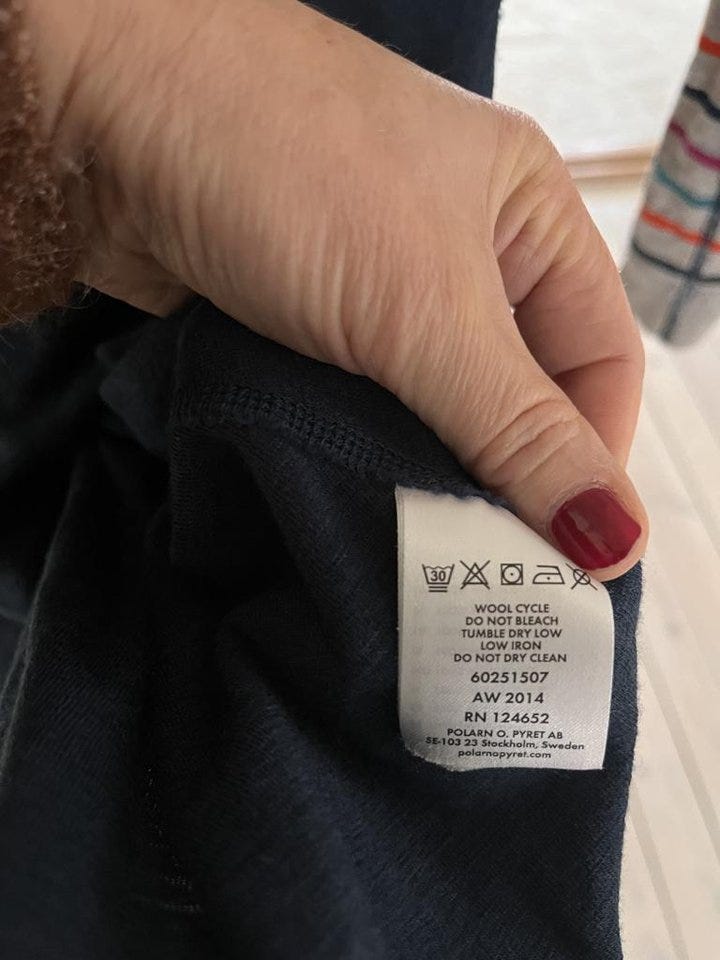 30
WOOL CYCLE
DO NOT BLEACH
TUMBLE DRY LOW
LOW IRON
DO NOT DRY CLEAN
60251507
AW 2014
RN 124652
POLARN O. PYRET AB
SE-103 23 Stockholm, Sweden
polarnopyret.com